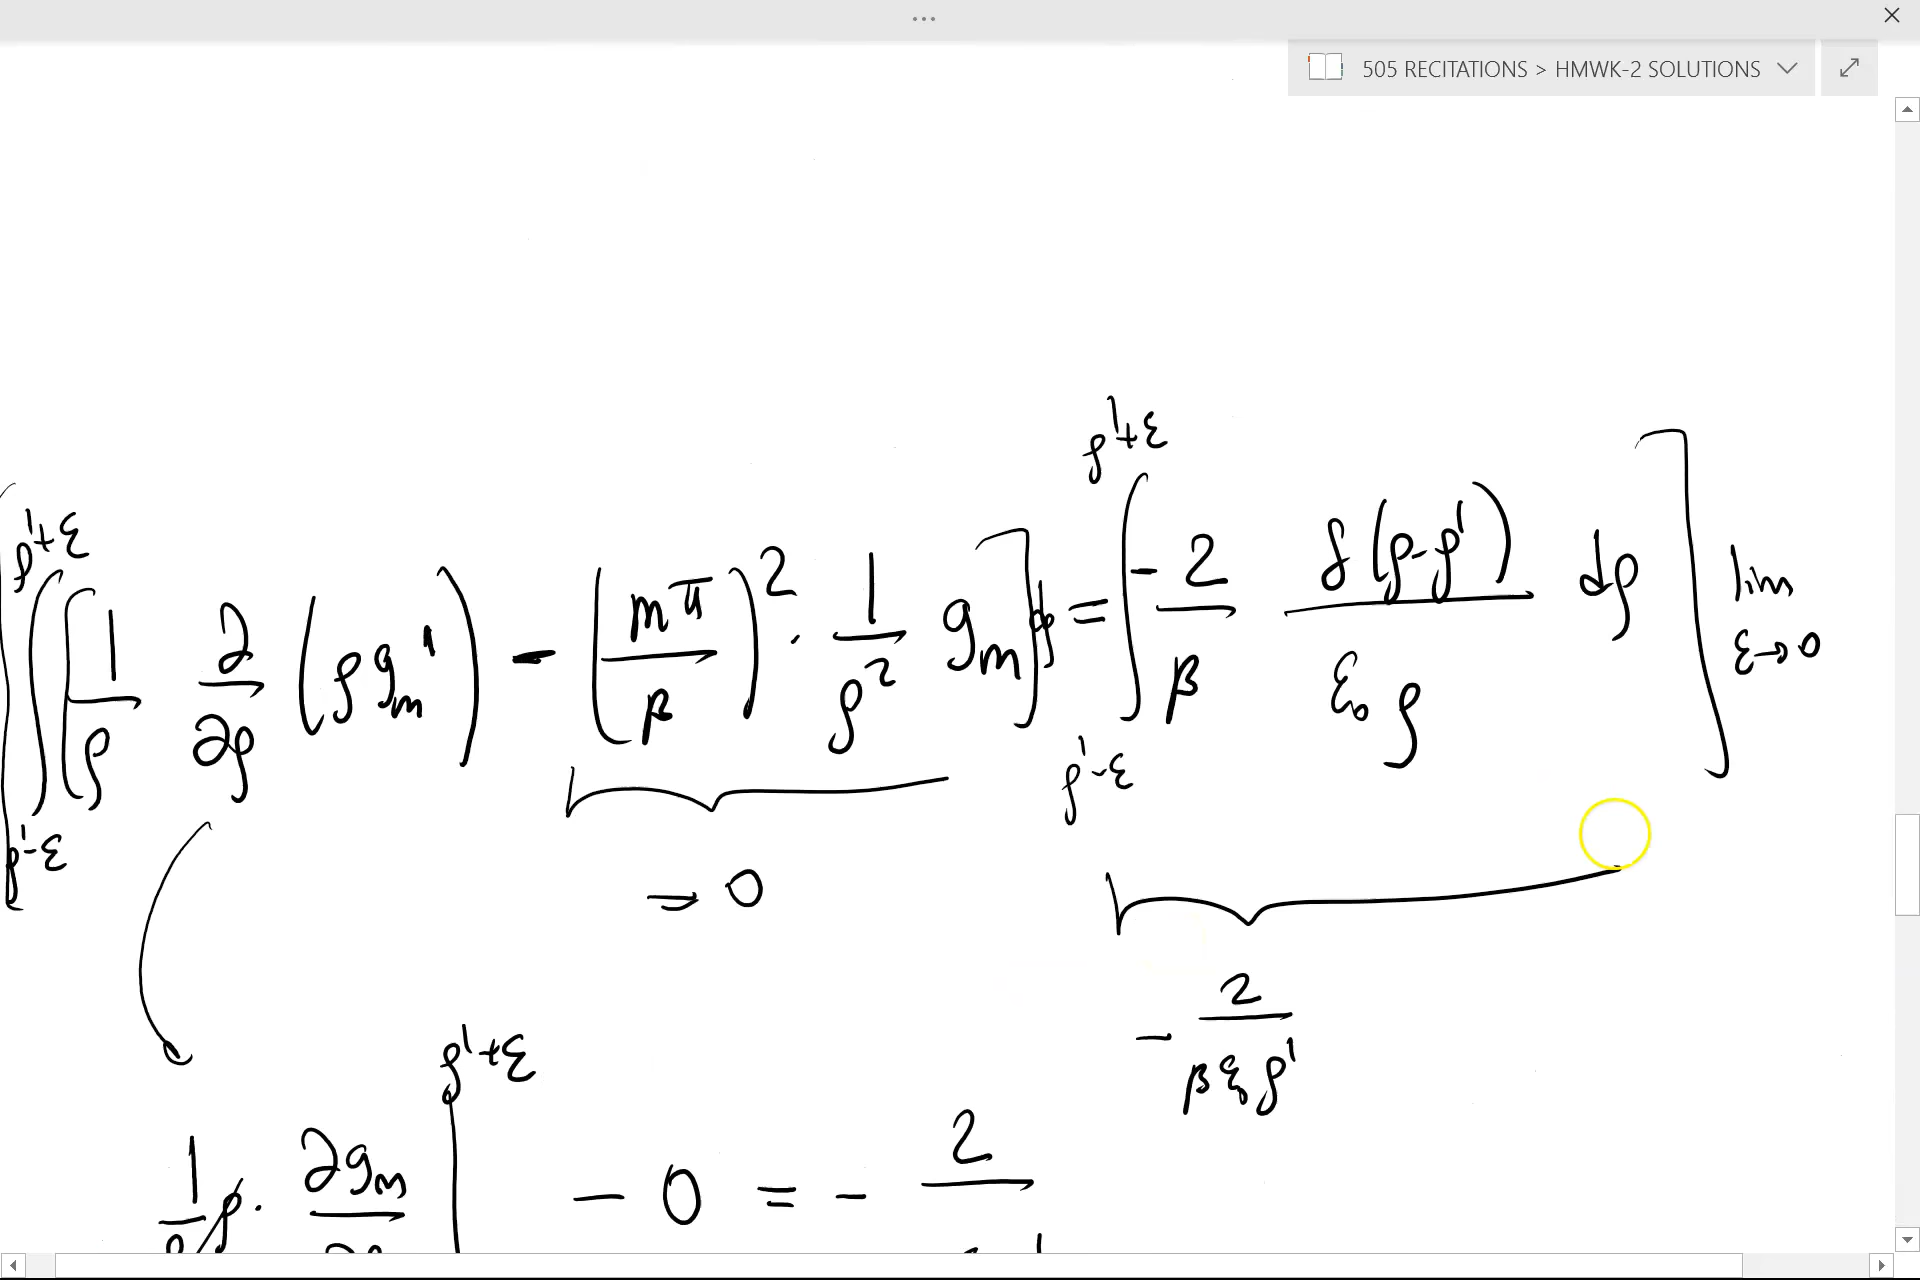 505 RECITATIONS > HMWK-2 SOLUTIONS
[∫_{ρ'-ε}^{ρ'+ε} [1/ρ ∂/∂ρ (ρ g_m') - (mπ/β)² · 1/ρ² g_m] dρ = ∫_{ρ'-ε}^{ρ'+ε} - 2/β δ(ρ-ρ')/(ε₀ ρ) dρ] lim ε→0
→ 0
- 2/(β ε₀ ρ')
1/ρ ρ · ∂g_m/∂ρ |^{ρ'+ε} - 0 = - 2